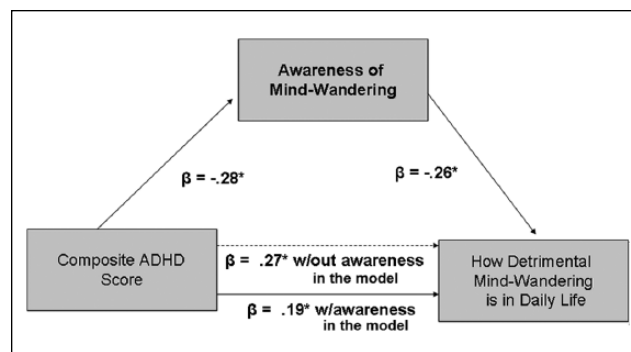 Awareness of
Mind-Wandering
β = -.28*
β = -.26*
Composite ADHD
Score
β = .27* w/out awareness
in the model
β = .19* w/awareness
in the model
How Detrimental
Mind-Wandering
is in Daily Life